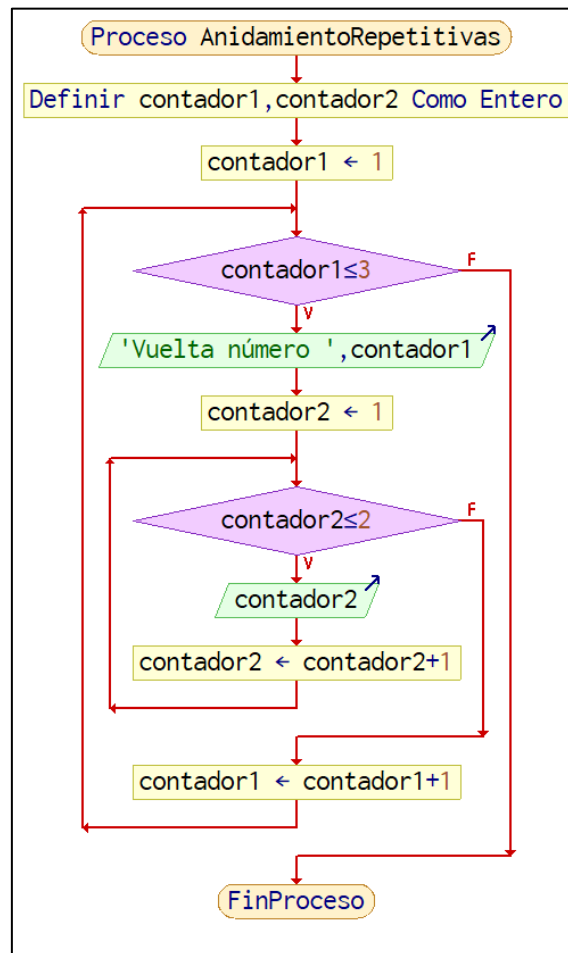 Proceso AnidamientoRepetitivas
Definir contador1,contador2 Como Entero
contador1 ← 1
contador1≤3
F
V
'Vuelta número ',contador1
contador2 ← 1
contador2≤2
F
V
contador2
contador2 ← contador2+1
contador1 ← contador1+1
FinProceso